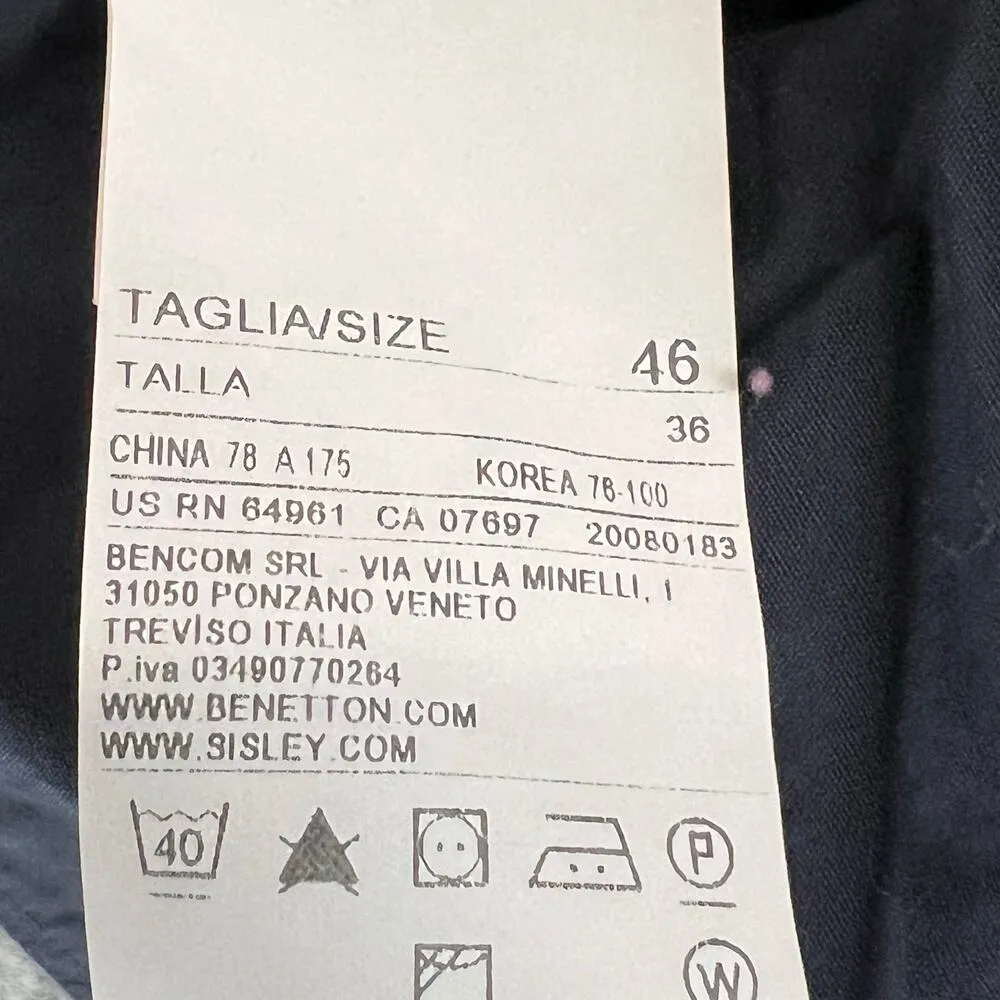 TAGLIA/SIZE 46
TALLA 36
CHINA 78 A 175 KOREA 76-100
US RN 64961 CA 07697 20080183
BENCOM SRL - VIA VILLA MINELLI, 1
31050 PONZANO VENETO
TREVISO ITALIA
P.iva 03490770264
WWW.BENETTON.COM
WWW.SISLEY.COM
40 P
W